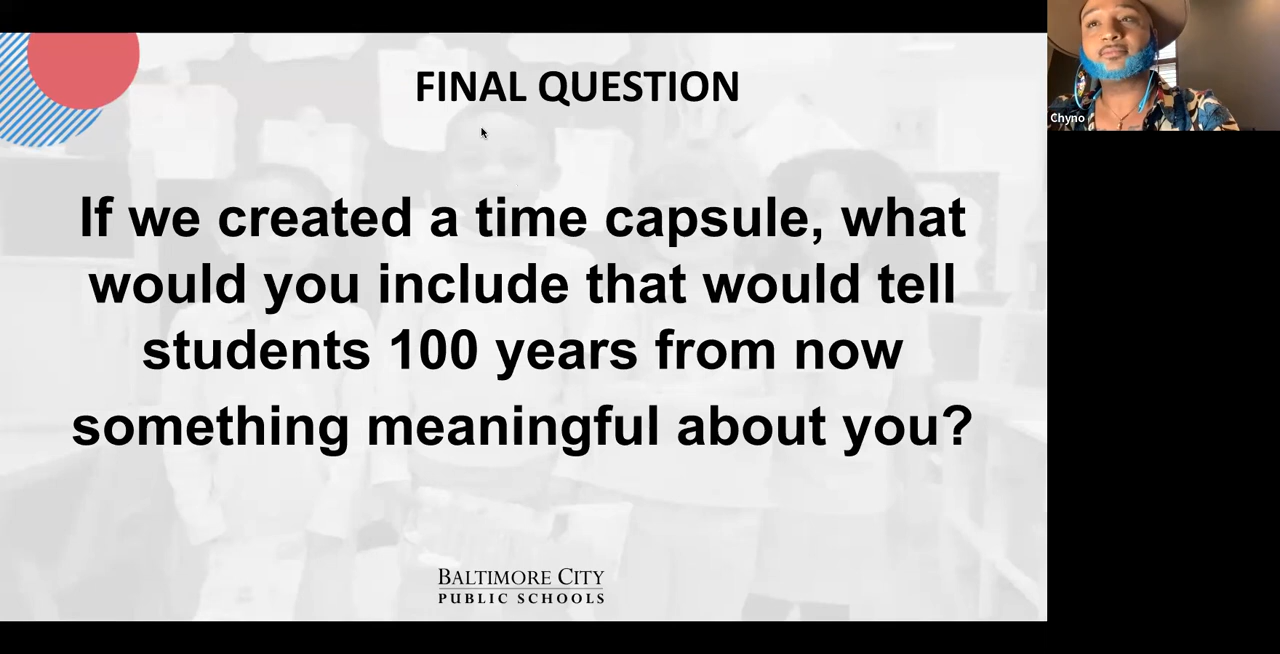 FINAL QUESTION
If we created a time capsule, what
would you include that would tell
students 100 years from now
something meaningful about you?
BALTIMORE CITY
PUBLIC SCHOOLS
Chyno